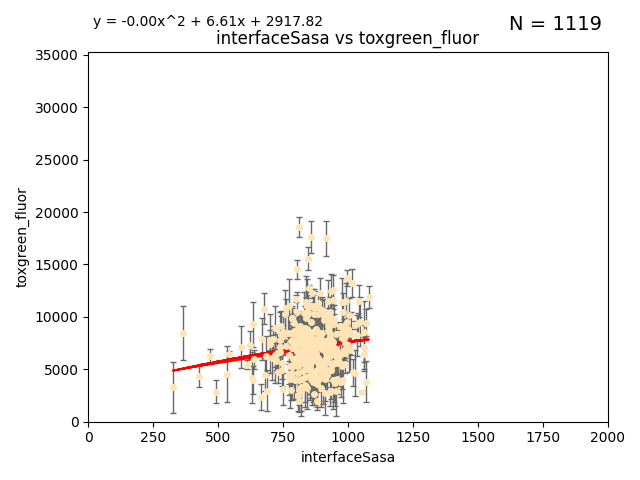 y = -0.00x^2 + 6.61x + 2917.82
N = 1119
interfaceSasa vs toxgreen_fluor
35000
30000
25000
20000
15000
10000
5000
0
toxgreen_fluor
0 250 500 750 1000 1250 1500 1750 2000
interfaceSasa